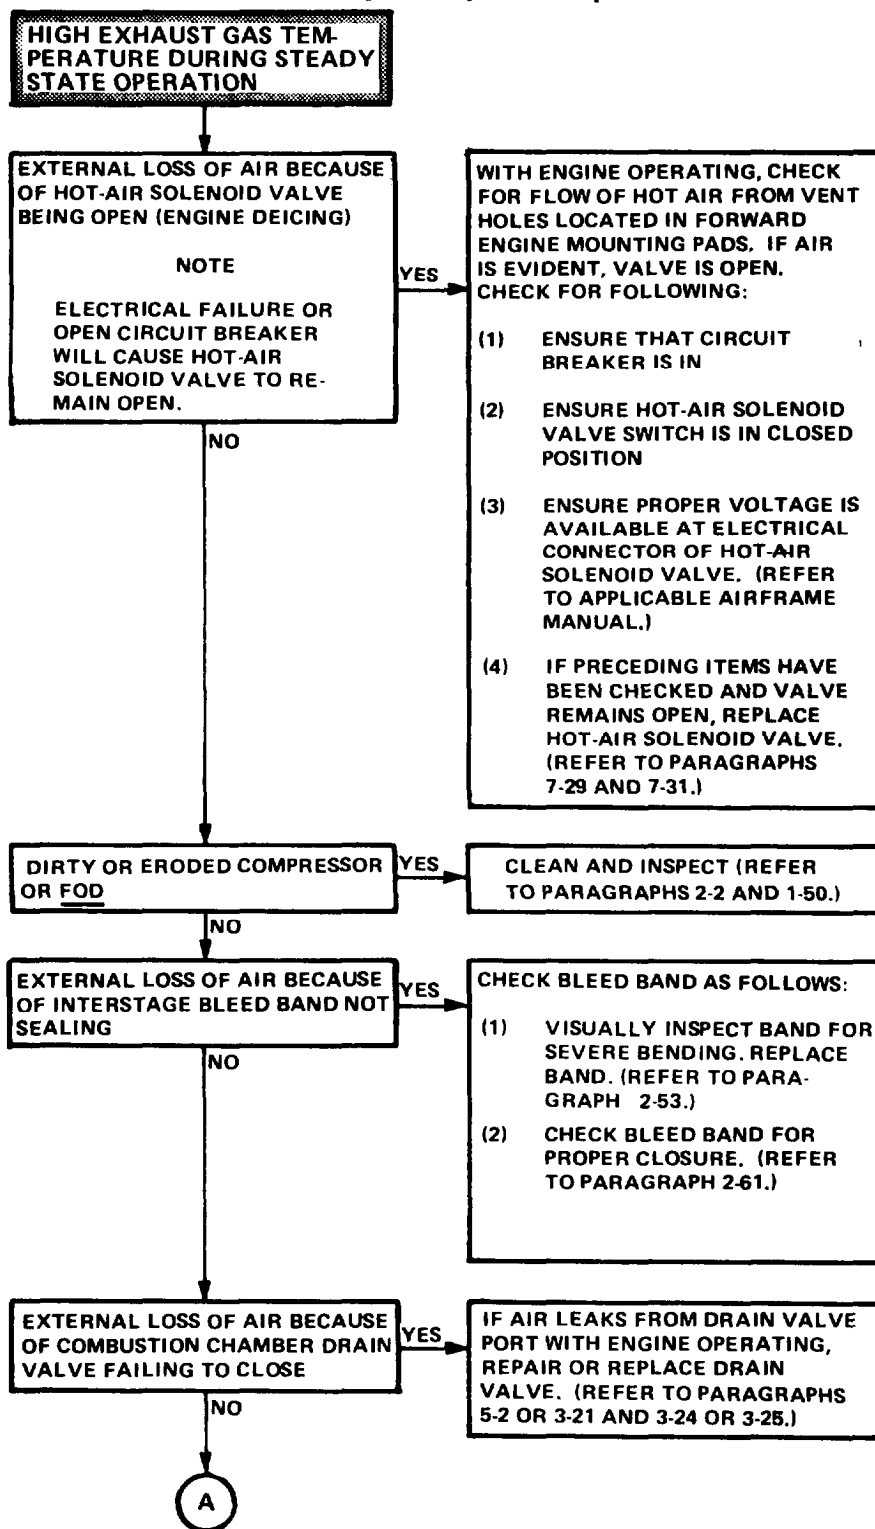 HIGH EXHAUST GAS TEM-
PERATURE DURING STEADY
STATE OPERATION
EXTERNAL LOSS OF AIR BECAUSE
OF HOT-AIR SOLENOID VALVE
BEING OPEN (ENGINE DEICING)
NOTE
ELECTRICAL FAILURE OR
OPEN CIRCUIT BREAKER
WILL CAUSE HOT-AIR
SOLENOID VALVE TO RE-
MAIN OPEN.
YES
WITH ENGINE OPERATING, CHECK
FOR FLOW OF HOT AIR FROM VENT
HOLES LOCATED IN FORWARD
ENGINE MOUNTING PADS. IF AIR
IS EVIDENT, VALVE IS OPEN.
CHECK FOR FOLLOWING:
(1) ENSURE THAT CIRCUIT
BREAKER IS IN
(2) ENSURE HOT-AIR SOLENOID
VALVE SWITCH IS IN CLOSED
POSITION
(3) ENSURE PROPER VOLTAGE IS
AVAILABLE AT ELECTRICAL
CONNECTOR OF HOT-AIR
SOLENOID VALVE. (REFER
TO APPLICABLE AIRFRAME
MANUAL.)
(4) IF PRECEDING ITEMS HAVE
BEEN CHECKED AND VALVE
REMAINS OPEN, REPLACE
HOT-AIR SOLENOID VALVE.
(REFER TO PARAGRAPHS
7-29 AND 7-31.)
NO
DIRTY OR ERODED COMPRESSOR
OR FOD
YES
CLEAN AND INSPECT (REFER
TO PARAGRAPHS 2-2 AND 1-50.)
NO
EXTERNAL LOSS OF AIR BECAUSE
OF INTERSTAGE BLEED BAND NOT
SEALING
YES
CHECK BLEED BAND AS FOLLOWS:
(1) VISUALLY INSPECT BAND FOR
SEVERE BENDING. REPLACE
BAND. (REFER TO PARA-
GRAPH 2-53.)
(2) CHECK BLEED BAND FOR
PROPER CLOSURE. (REFER
TO PARAGRAPH 2-61.)
NO
EXTERNAL LOSS OF AIR BECAUSE
OF COMBUSTION CHAMBER DRAIN
VALVE FAILING TO CLOSE
YES
IF AIR LEAKS FROM DRAIN VALVE
PORT WITH ENGINE OPERATING,
REPAIR OR REPLACE DRAIN
VALVE. (REFER TO PARAGRAPHS
5-2 OR 3-21 AND 3-24 OR 3-25.)
NO
A